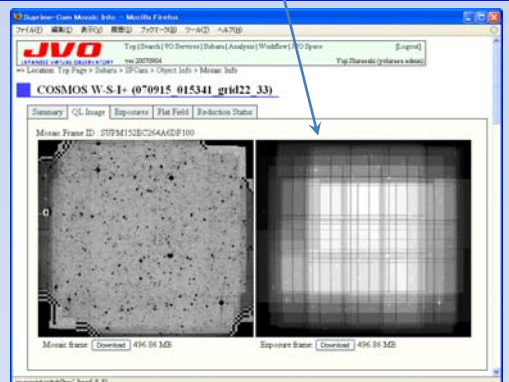 Suprime-Cam Mosaic Info - Mozilla Firefox
ファイル(F) 編集(E) 表示(V) 履歴(S) ブックマーク(B) ツール(T) ヘルプ(H)
JVO
JAPANESE VIRTUAL OBSERVATORY
Top | Search | VO Services | Subaru | Analysis | Workflow | VO Space [Logout]
ver.20070904 Yuji Shirasaki
=> Location: Top Page > Subaru > SPCam > Object Info > Mosaic Info
COSMOS W-S-I+ (070915_015341_grid22_33)
Summary QL Image Exposures Flat Field Reduction Status
Mosaic Frame ID : SUPM152EC264A6DF100
Mosaic frame: Download 496.86 MB
Exposure frame: Download 496.86 MB